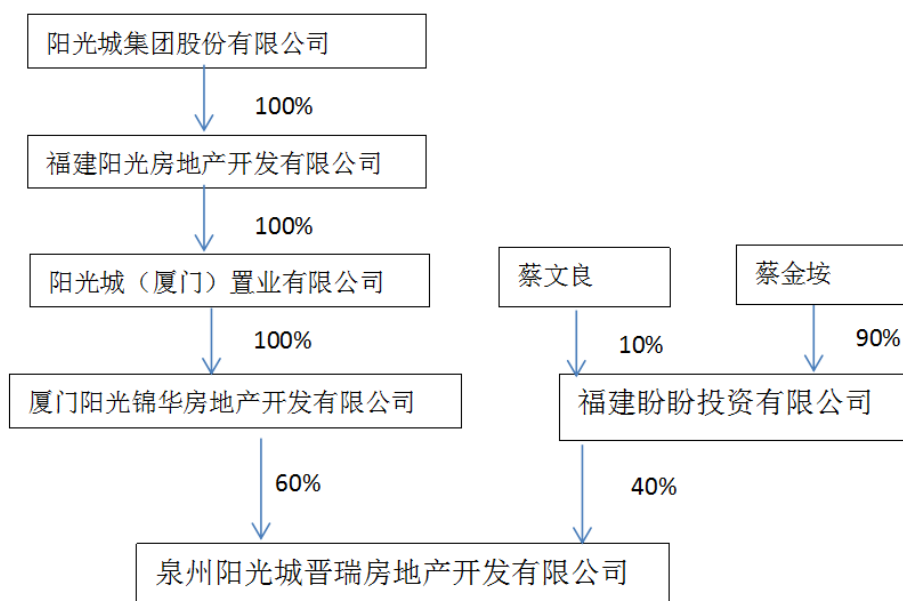 阳光城集团股份有限公司
100%
福建阳光房地产开发有限公司
100%
阳光城（厦门）置业有限公司
蔡文良
蔡金垵
100%
10%
90%
厦门阳光锦华房地产开发有限公司
福建盼盼投资有限公司
60%
40%
泉州阳光城晋瑞房地产开发有限公司